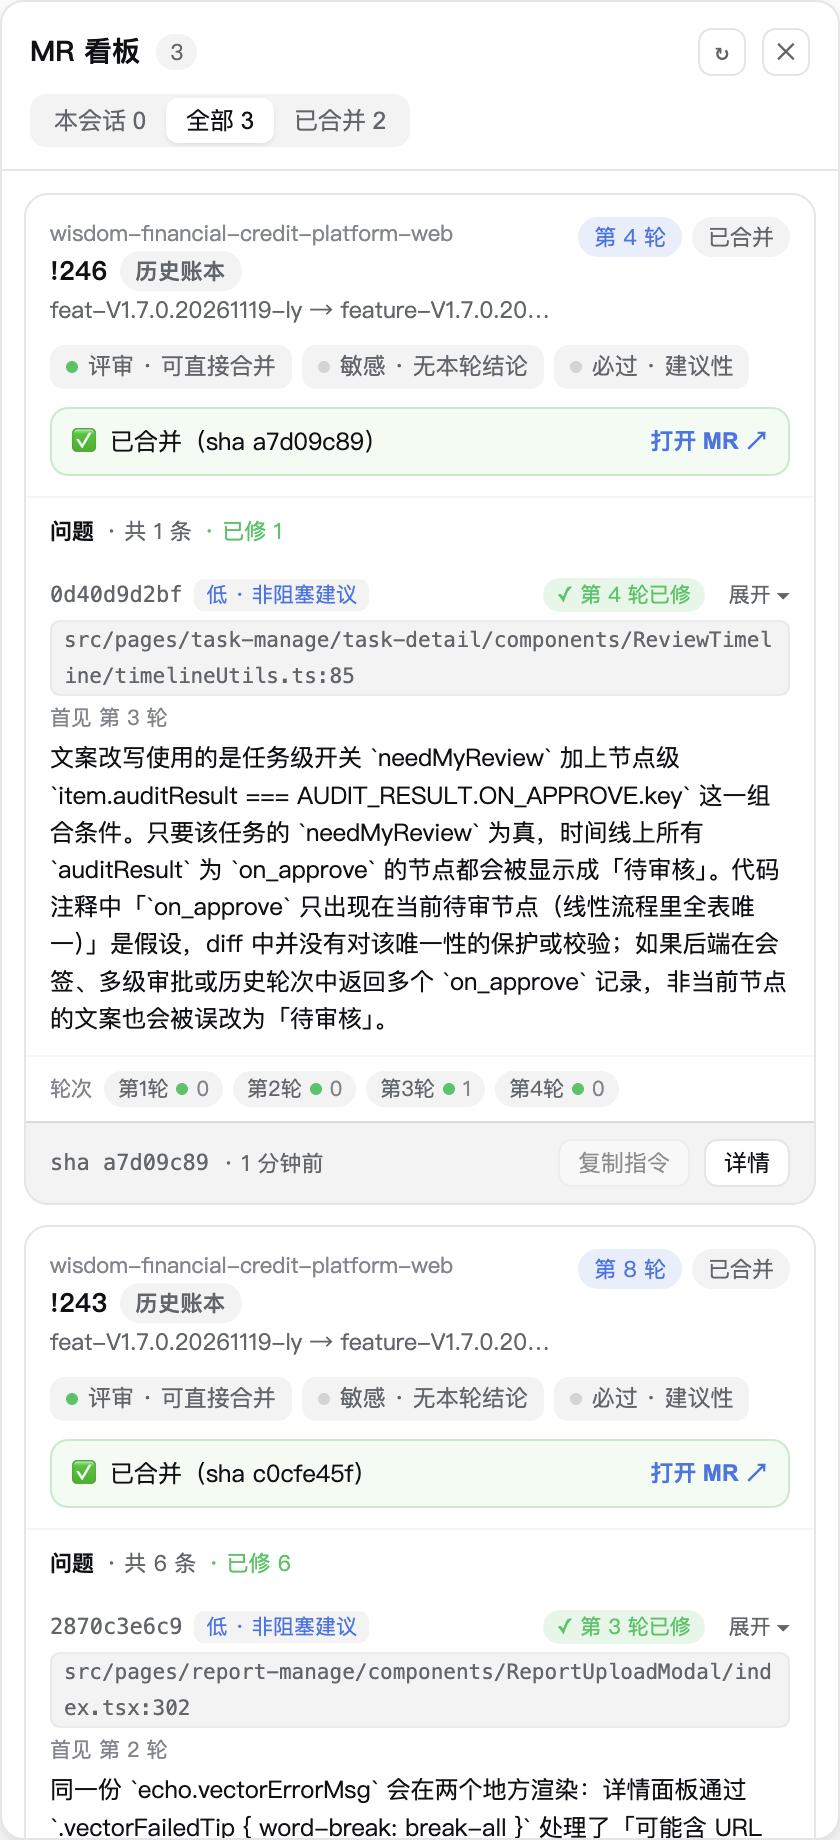 MR 看板 3 ↻ ✕
本会话 0 全部 3 已合并 2
wisdom-financial-credit-platform-web 第 4 轮 已合并
!246 历史账本
feat-V1.7.0.20261119-ly → feature-V1.7.0.20...
评审 · 可直接合并 敏感 · 无本轮结论 必过 · 建议性
✅ 已合并（sha a7d09c89） 打开 MR ↗
问题 · 共 1 条 · 已修 1
0d40d9d2bf 低 · 非阻塞建议 ✓ 第 4 轮已修 展开
src/pages/task-manage/task-detail/components/ReviewTimel
ine/timelineUtils.ts:85
首见 第 3 轮
文案改写使用的是任务级开关 `needMyReview` 加上节点级
`item.auditResult === AUDIT_RESULT.ON_APPROVE.key` 这一组
合条件。只要该任务的 `needMyReview` 为真，时间线上所有
`auditResult` 为 `on_approve` 的节点都会被显示成「待审核」。代码
注释中「`on_approve` 只出现在当前待审节点（线性流程里全表唯
一）」是假设，diff 中并没有对该唯一性的保护或校验；如果后端在会
签、多级审批或历史轮次中返回多个 `on_approve` 记录，非当前节点
的文案也会被误改为「待审核」。
轮次 第1轮 0 第2轮 0 第3轮 1 第4轮 0
sha a7d09c89 · 1 分钟前 复制指令 详情
wisdom-financial-credit-platform-web 第 8 轮 已合并
!243 历史账本
feat-V1.7.0.20261119-ly → feature-V1.7.0.20...
评审 · 可直接合并 敏感 · 无本轮结论 必过 · 建议性
✅ 已合并（sha c0cfe45f） 打开 MR ↗
问题 · 共 6 条 · 已修 6
2870c3e6c9 低 · 非阻塞建议 ✓ 第 3 轮已修 展开
src/pages/report-manage/components/ReportUploadModal/ind
ex.tsx:302
首见 第 2 轮
同一份 `echo.vectorErrorMsg` 会在两个地方渲染：详情面板通过
`.vectorFailedTip { word-break: break-all }` 处理了「可能含 URL